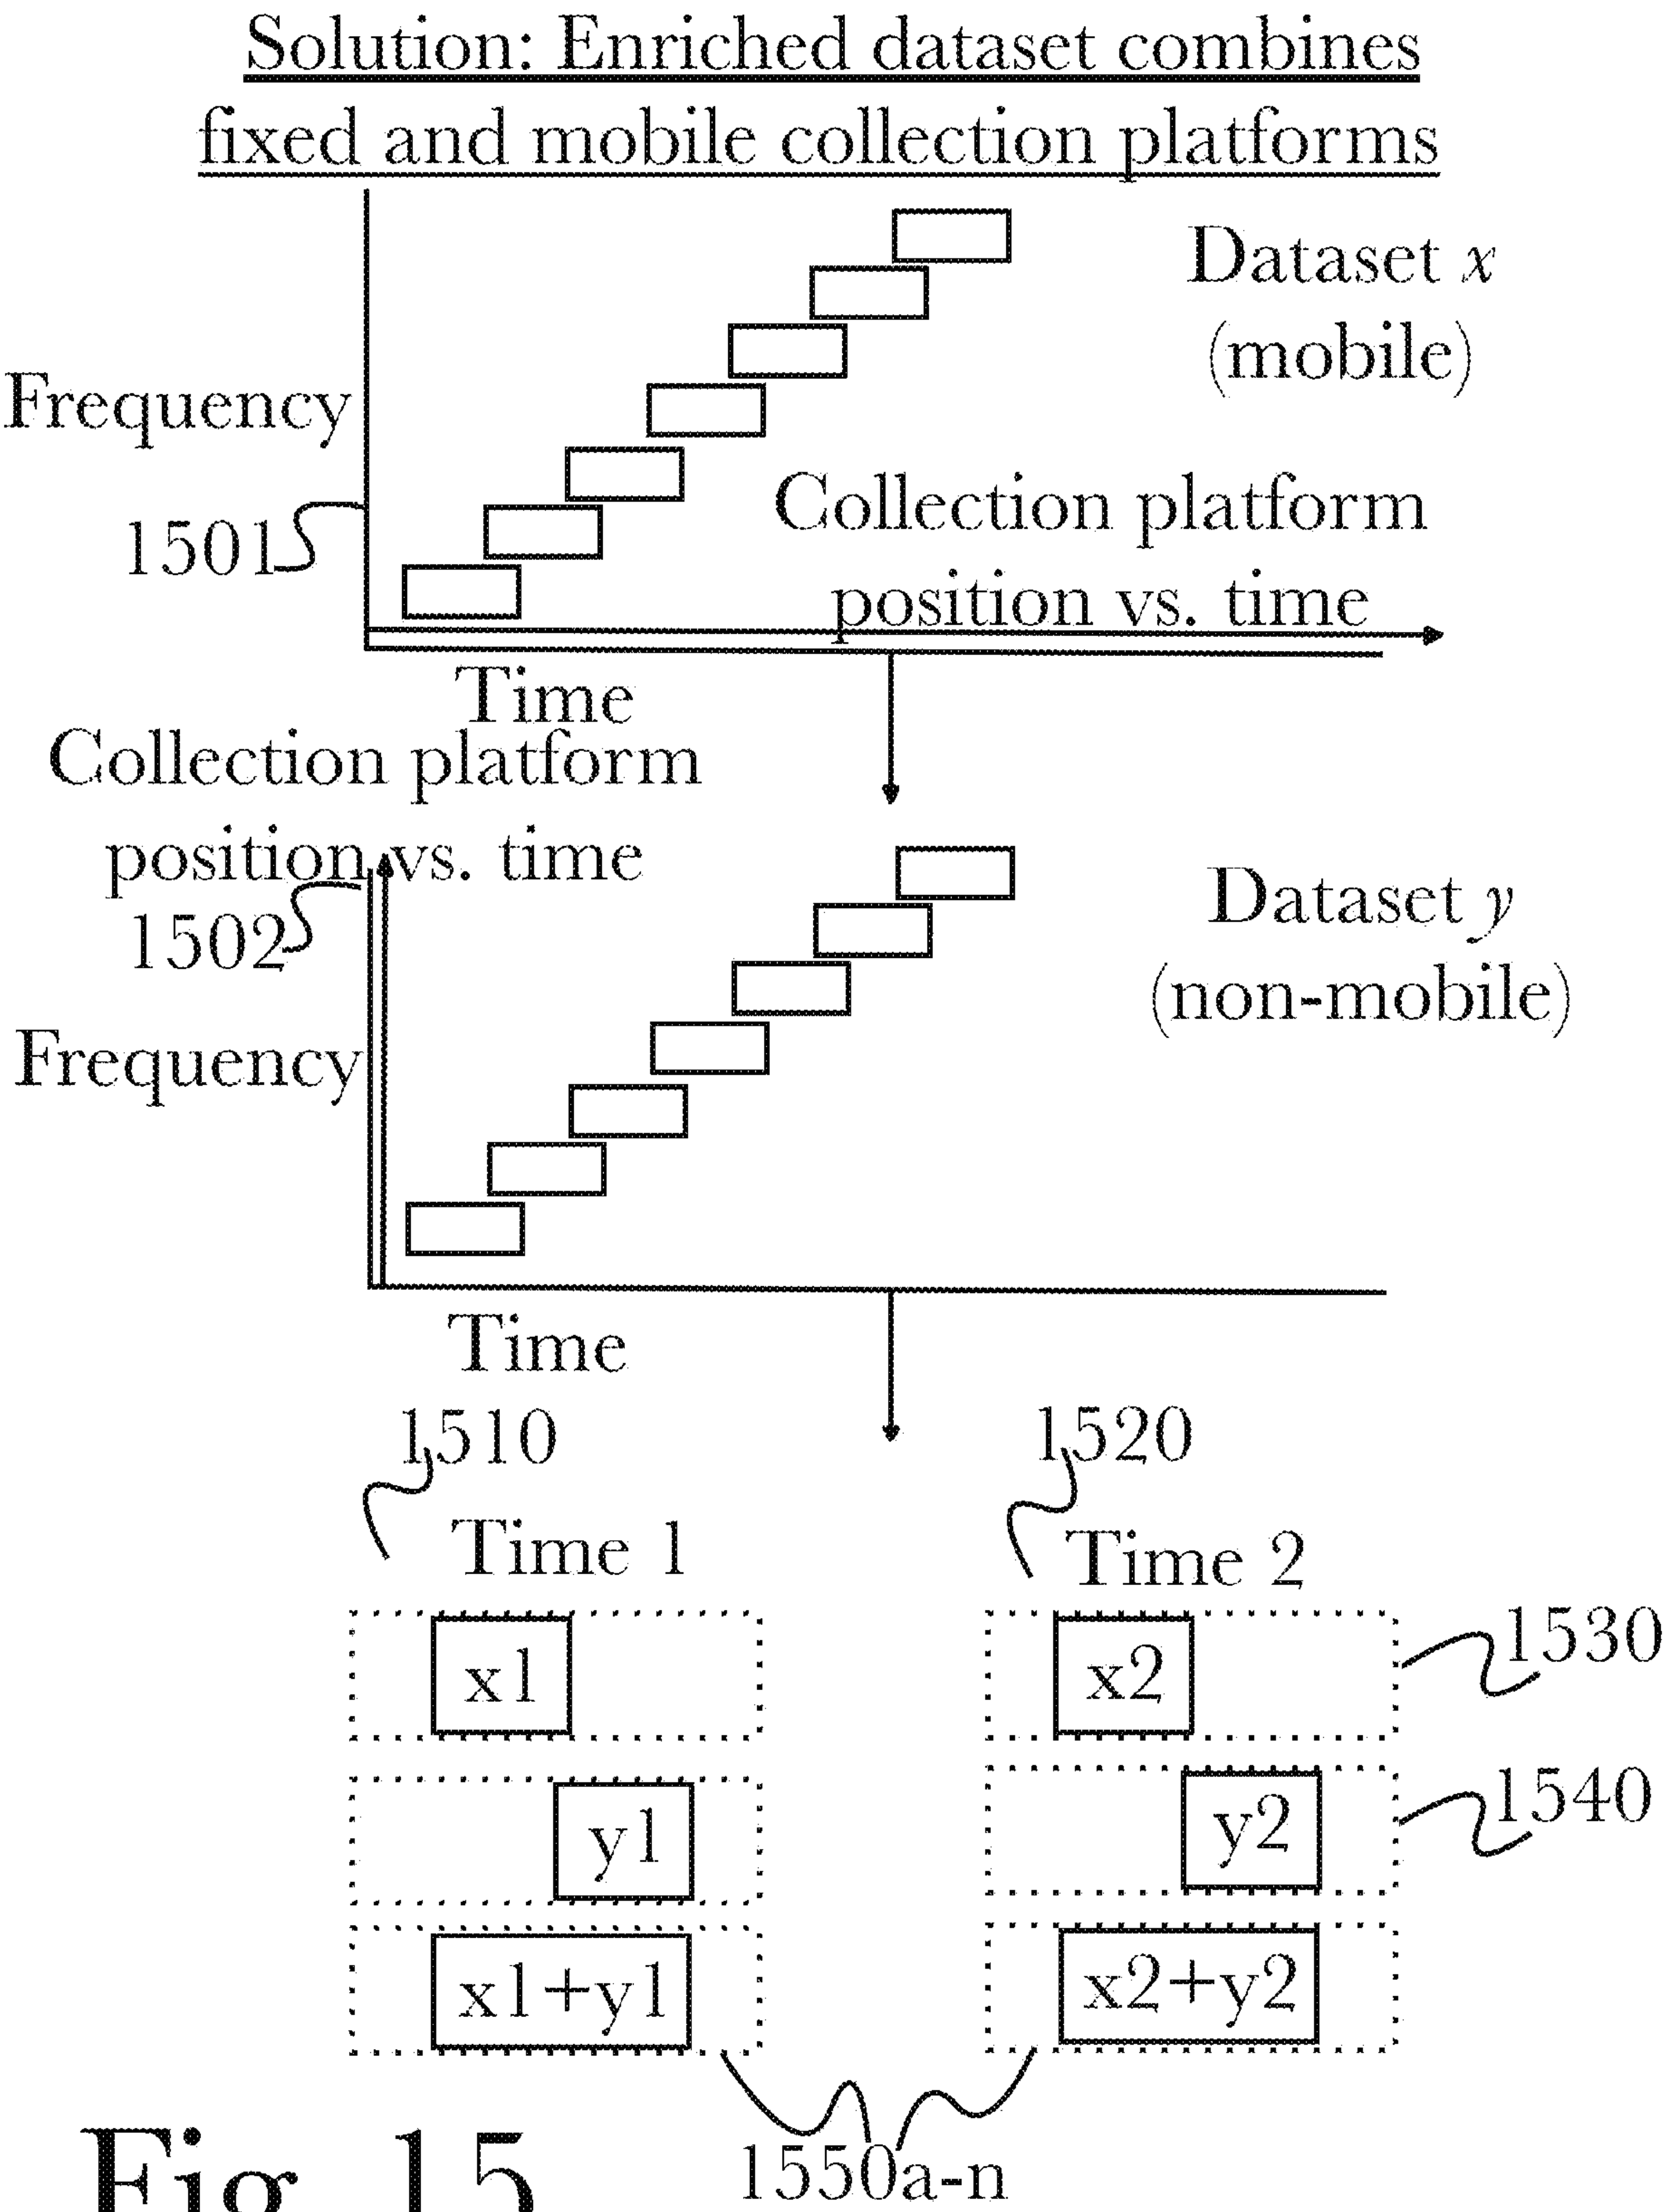 Solution: Enriched dataset combines
fixed and mobile collection platforms
Dataset x
(mobile)
Frequency
1501
Collection platform
position vs. time
Time
Collection platform
position vs. time
1502
Dataset y
(non-mobile)
Frequency
Time
1510
1520
Time 1
Time 2
x1
x2
1530
y1
y2
1540
x1+y1
x2+y2
1550a-n
Fig. 15